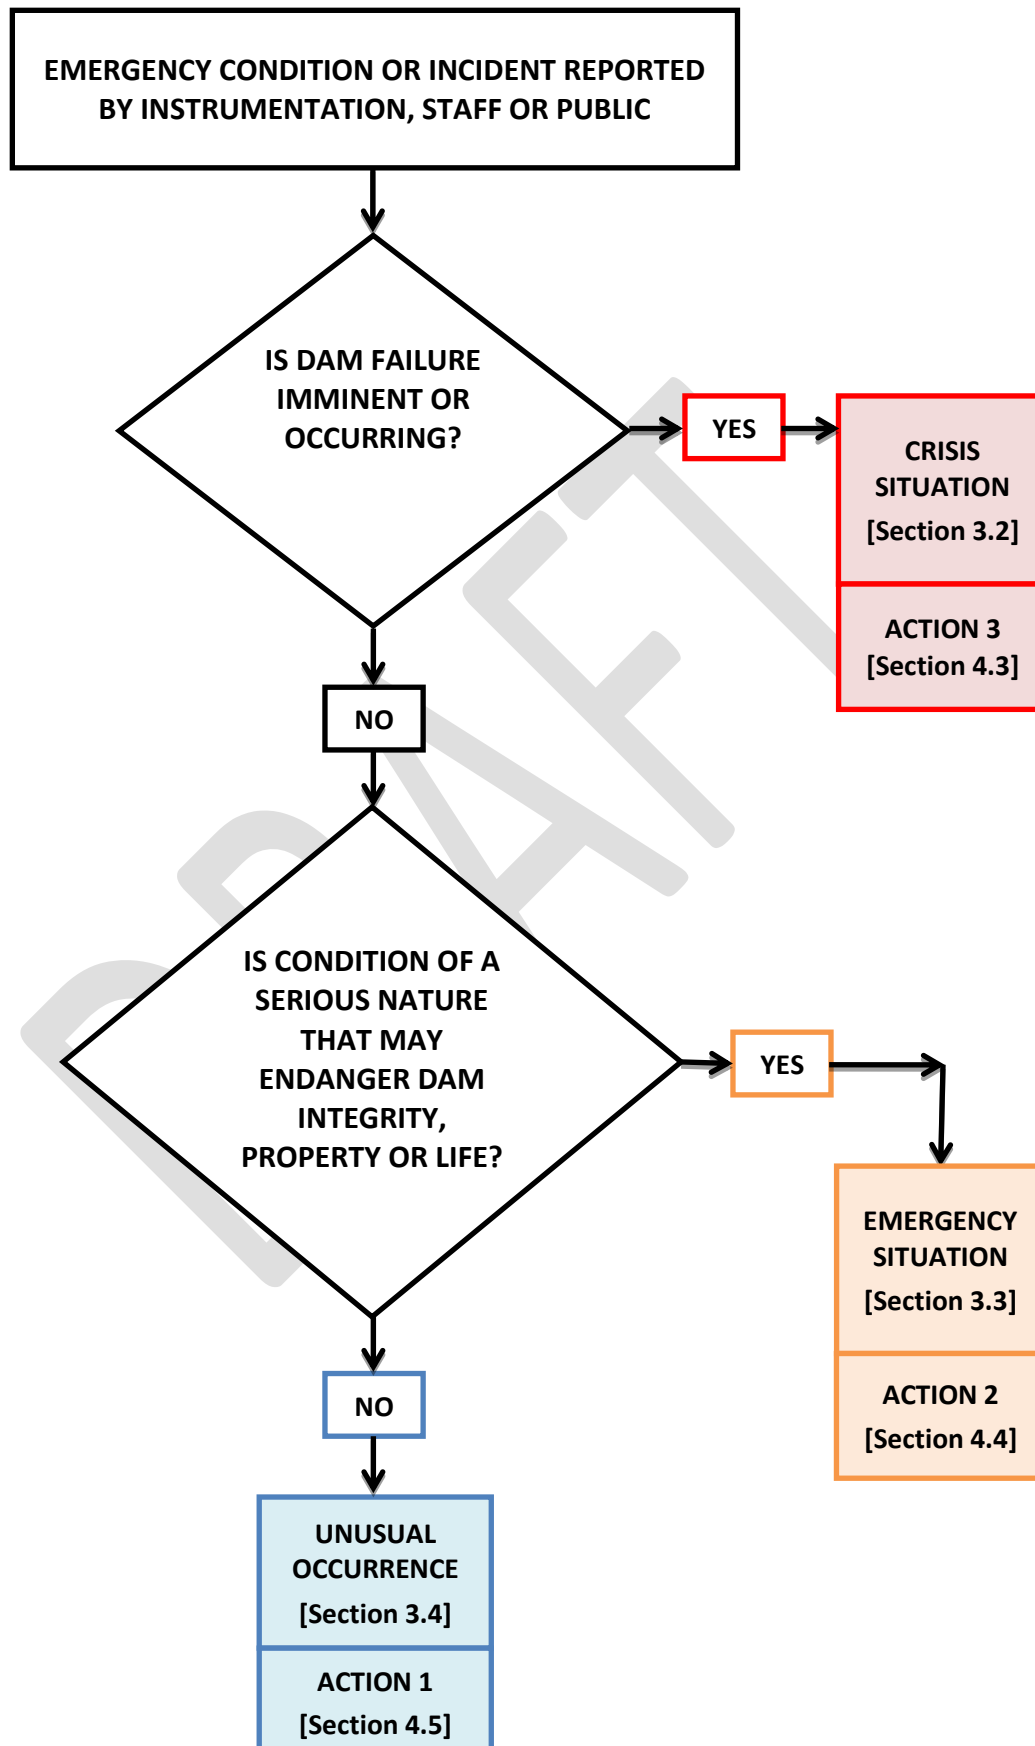 EMERGENCY CONDITION OR INCIDENT REPORTED
BY INSTRUMENTATION, STAFF OR PUBLIC
IS DAM FAILURE
IMMINENT OR
OCCURRING?
YES
CRISIS
SITUATION
[Section 3.2]
ACTION 3
[Section 4.3]
NO
DRAFT
IS CONDITION OF A
SERIOUS NATURE
THAT MAY
ENDANGER DAM
INTEGRITY,
PROPERTY OR LIFE?
YES
EMERGENCY
SITUATION
[Section 3.3]
ACTION 2
[Section 4.4]
NO
UNUSUAL
OCCURRENCE
[Section 3.4]
ACTION 1
[Section 4.5]